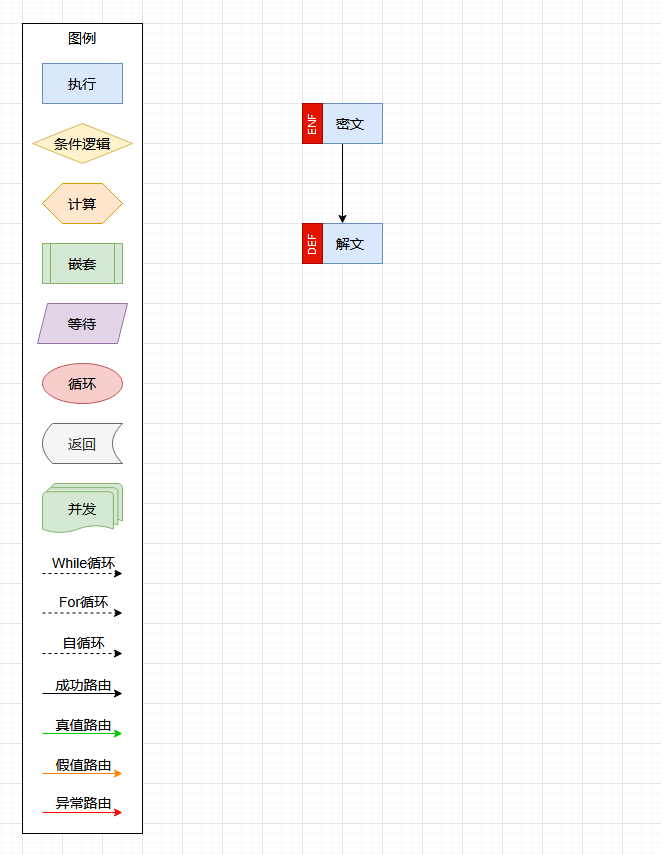 图例
执行
条件逻辑
计算
嵌套
等待
循环
返回
并发
While循环
For循环
自循环
成功路由
真值路由
假值路由
异常路由
ENF
密文
DEF
解文